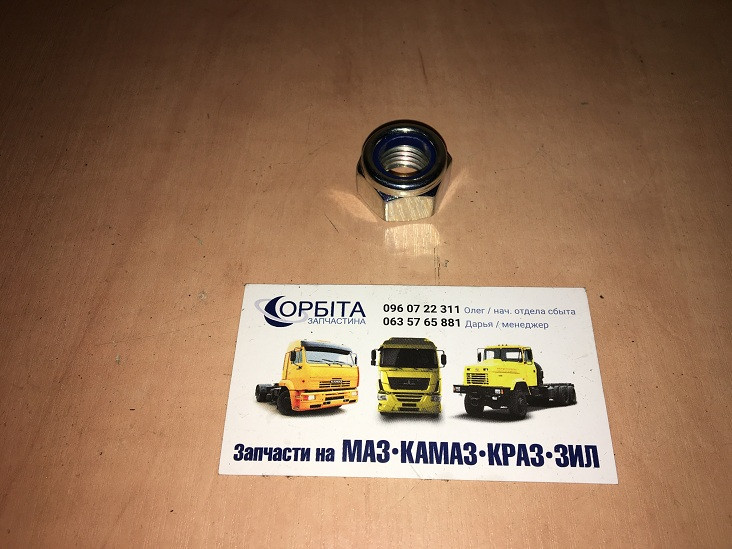 ОРБІТА
ЗАПЧАСТИНА
096 07 22 311 Олег / нач. отдела сбыта
063 57 65 881 Дарья / менеджер
Запчасти на МАЗ•КАМАЗ•КРАЗ•ЗИЛ